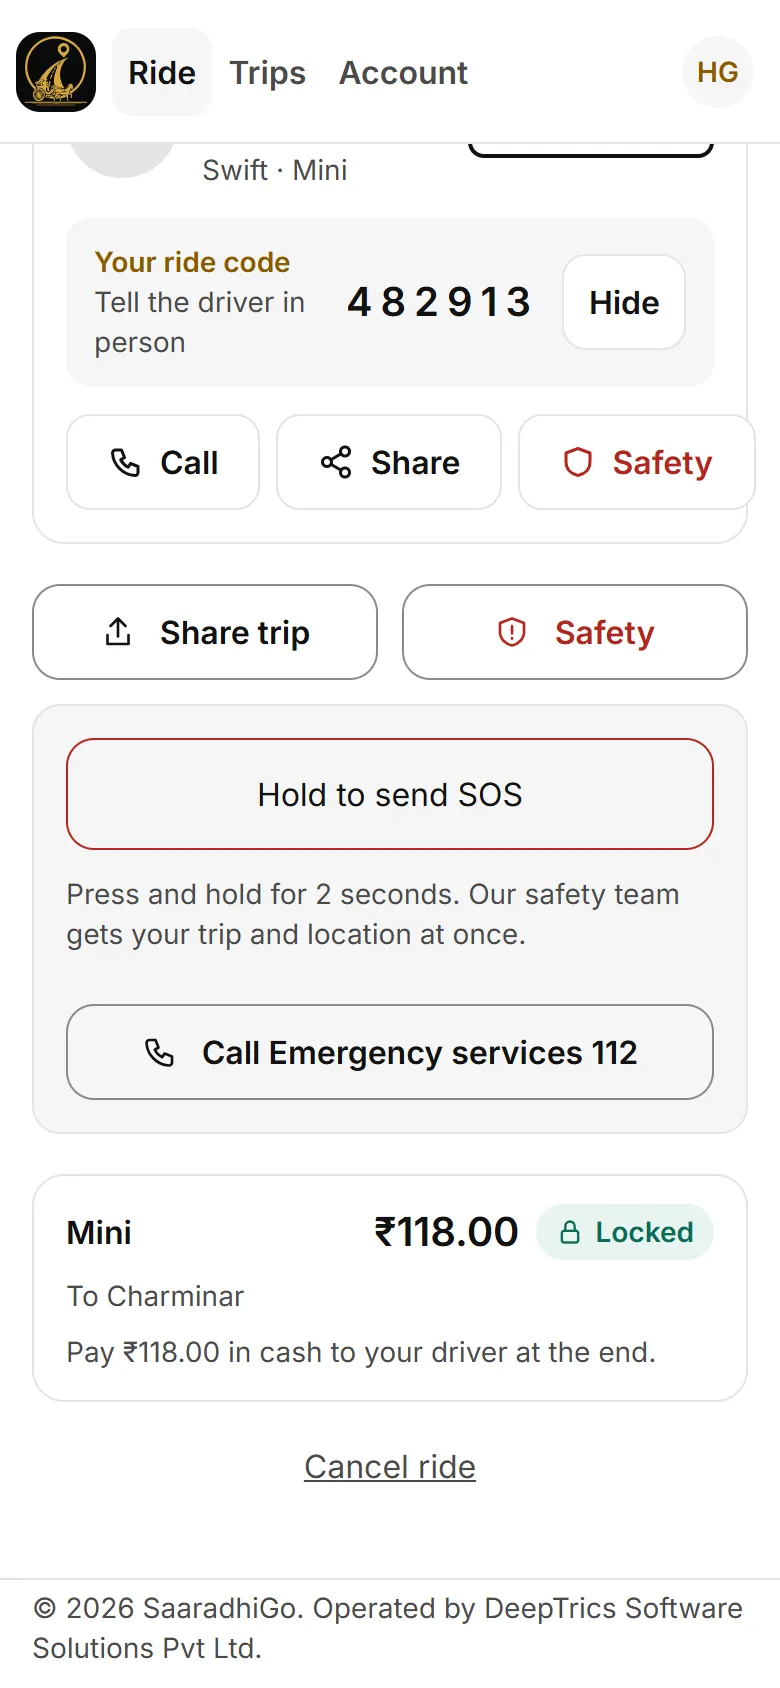 Ride Trips Account HG
Swift · Mini
Your ride code
Tell the driver in
person
482913
Hide
Call Share Safety
Share trip Safety
Hold to send SOS
Press and hold for 2 seconds. Our safety team
gets your trip and location at once.
Call Emergency services 112
Mini ₹118.00 Locked
To Charminar
Pay ₹118.00 in cash to your driver at the end.
Cancel ride
© 2026 SaaradhiGo. Operated by DeepTrics Software
Solutions Pvt Ltd.